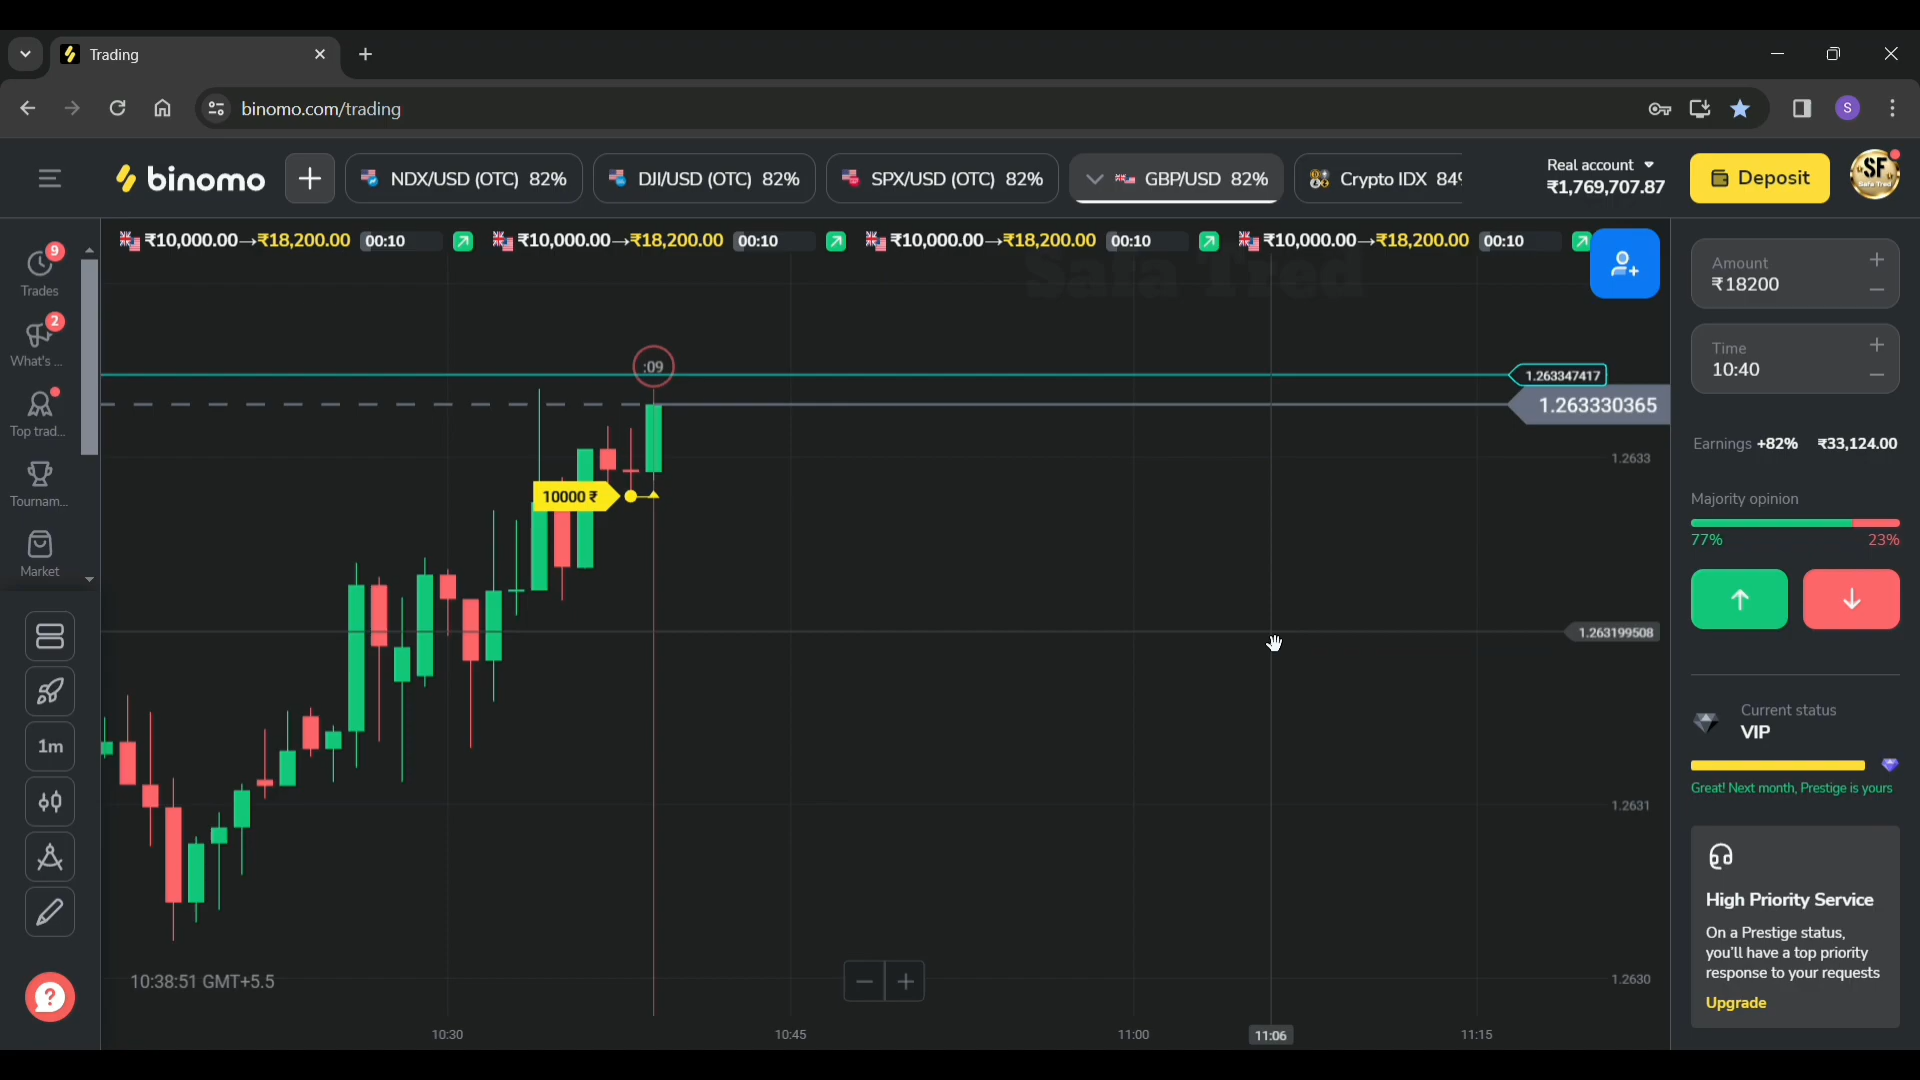 Trading
binomo.com/trading
S
binomo
NDX/USD (OTC) 82%
DJI/USD (OTC) 82%
SPX/USD (OTC) 82%
GBP/USD 82%
Crypto IDX 84%
Real account
₹1,769,707.87
Deposit
SF
Safa Tred
₹10,000.00→₹18,200.00 00:10
₹10,000.00→₹18,200.00 00:10
₹10,000.00→₹18,200.00 00:10
₹10,000.00→₹18,200.00 00:10
Safa Tred
9
Trades
2
What's ...
Top trad...
Tournam...
Market
1m
:09
1.263347417
1.263330365
1.2633
10000 ₹
1.263199508
1.2631
1.2630
10:38:51 GMT+5.5
10:30
10:45
11:00
11:06
11:15
Amount
₹18200
Time
10:40
Earnings +82% ₹33,124.00
Majority opinion
77%
23%
Current status
VIP
Great! Next month, Prestige is yours
High Priority Service
On a Prestige status,
you'll have a top priority
response to your requests
Upgrade